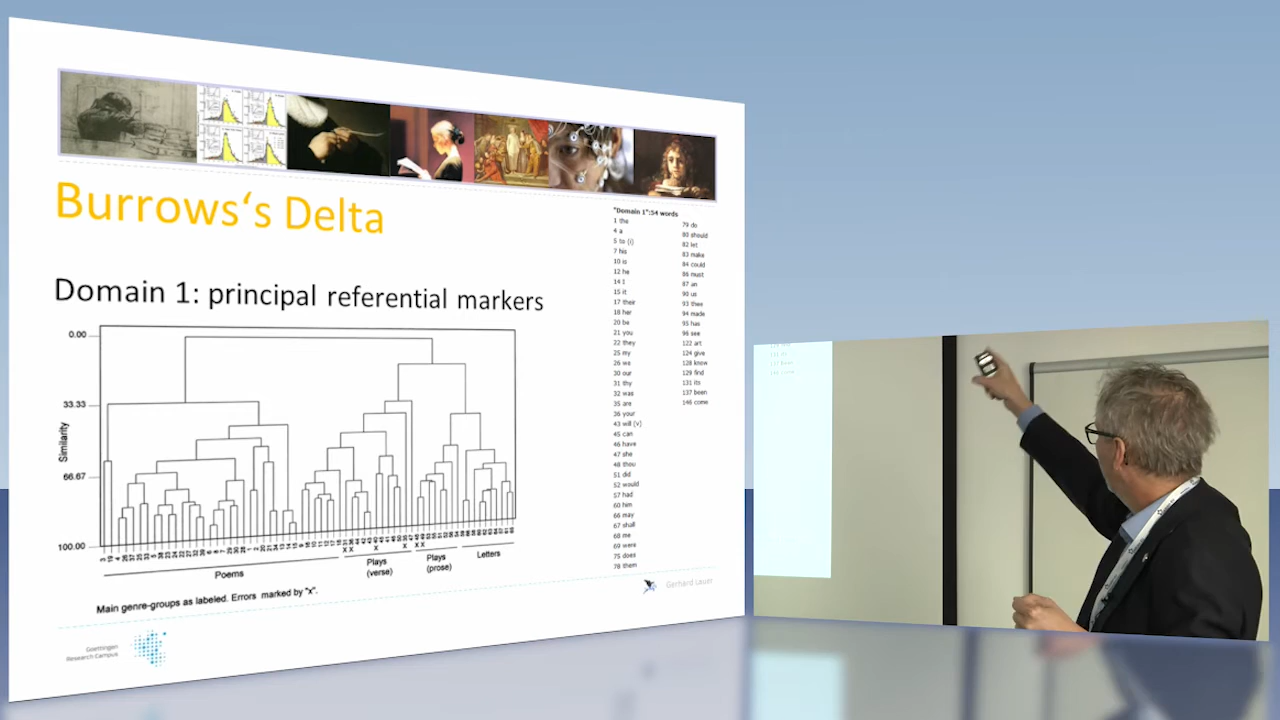 Burrows‘s Delta
Domain 1: principal referential markers
"Domain 1":54 words
1 the
4 a
5 to (i)
7 his
10 is
12 he
14 I
15 it
17 their
18 her
20 be
21 you
22 they
25 my
26 we
30 our
31 thy
32 was
35 are
36 your
43 will (v)
45 can
46 have
47 she
48 thou
51 did
52 would
57 had
60 him
66 may
67 shall
68 me
69 were
75 does
78 them
79 do
80 should
82 let
83 make
84 could
86 must
87 an
90 us
93 thee
94 made
95 has
96 see
122 art
124 give
128 know
129 find
131 its
137 been
146 come
0.00
33.33
66.67
100.00
Similarity
x x x x x x
Poems
Plays
(verse)
Plays
(prose)
Letters
Main genre-groups as labeled. Errors marked by "x".
Gerhard Lauer
Goettingen
Research Campus